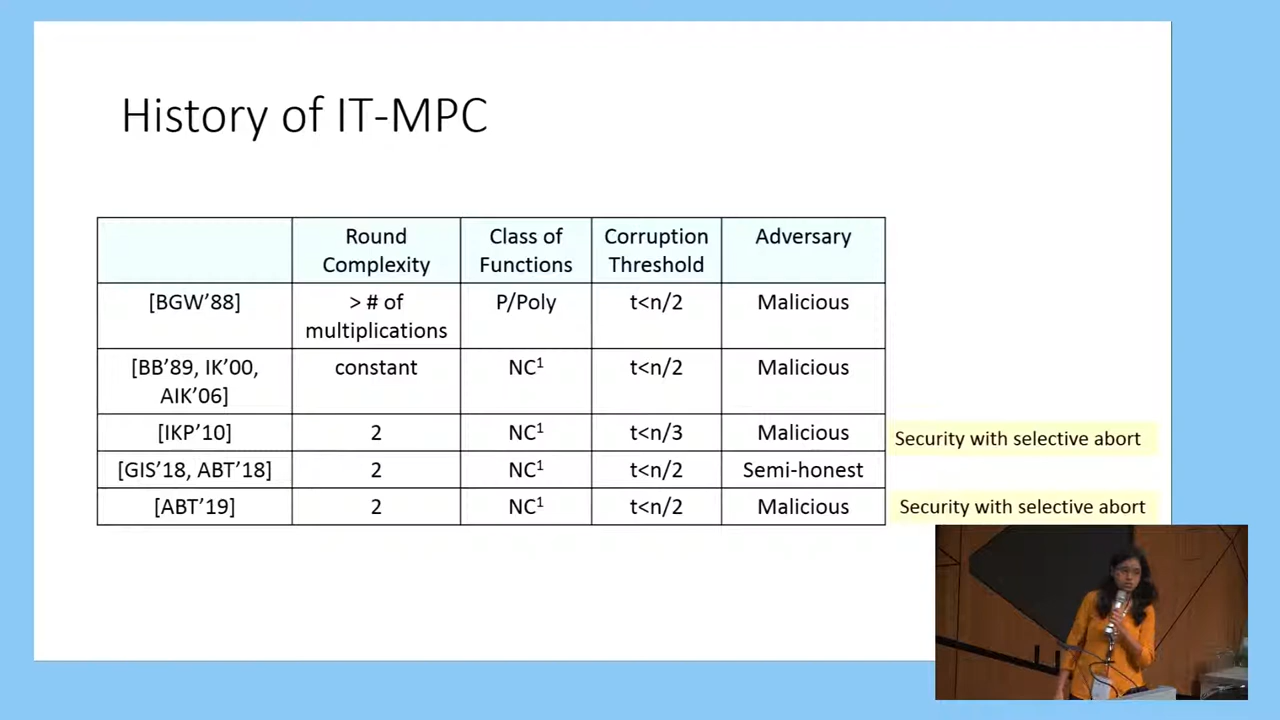 History of IT-MPC
Round
Complexity
Class of
Functions
Corruption
Threshold
Adversary
[BGW’88]
> # of
multiplications
P/Poly
t<n/2
Malicious
[BB’89, IK’00,
AIK’06]
constant
NC¹
t<n/2
Malicious
[IKP’10]
2
NC¹
t<n/3
Malicious
Security with selective abort
[GIS’18, ABT’18]
2
NC¹
t<n/2
Semi-honest
[ABT’19]
2
NC¹
t<n/2
Malicious
Security with selective abort